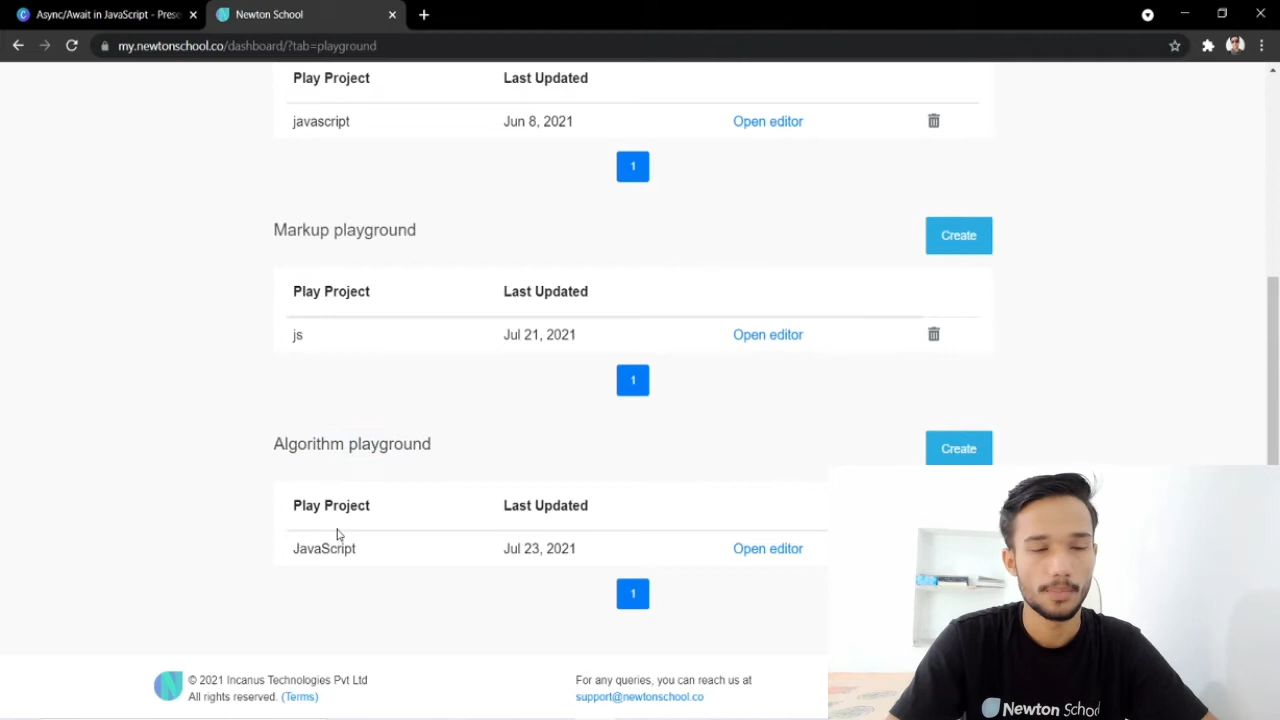 Async/Await in JavaScript - Prese
Newton School
my.newtonschool.co/dashboard/?tab=playground
Play Project Last Updated
javascript Jun 8, 2021 Open editor
1
Markup playground Create
Play Project Last Updated
js Jul 21, 2021 Open editor
1
Algorithm playground Create
Play Project Last Updated
JavaScript Jul 23, 2021 Open editor
1
© 2021 Incanus Technologies Pvt Ltd
All rights reserved. (Terms)
For any queries, you can reach us at
support@newtonschool.co
Newton School